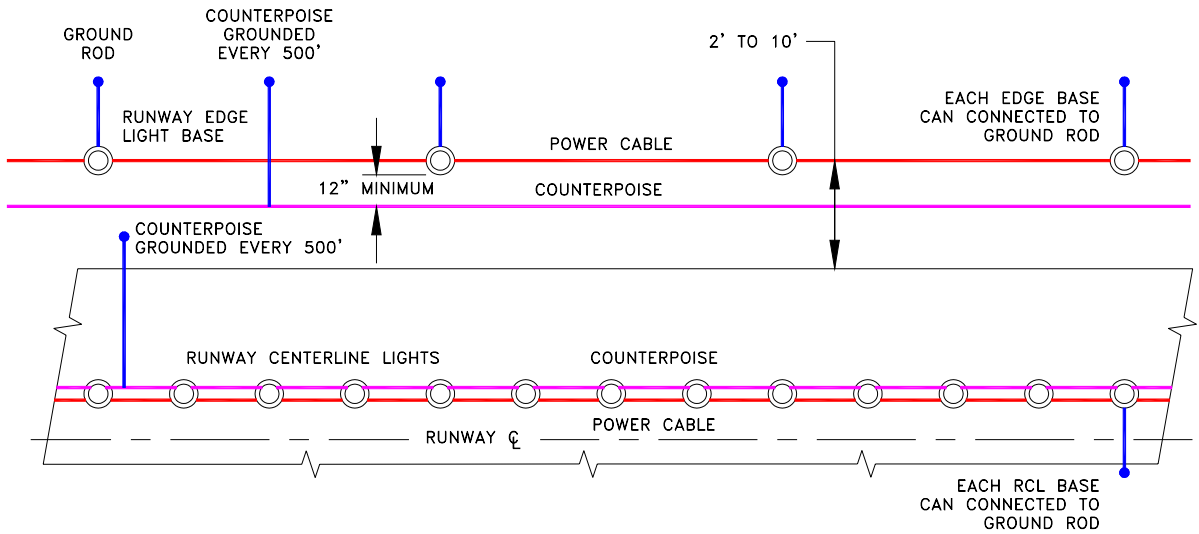 COUNTERPOISE
GROUNDED
EVERY 500'
GROUND
ROD
2' TO 10'
RUNWAY EDGE
LIGHT BASE
EACH EDGE BASE
CAN CONNECTED TO
GROUND ROD
POWER CABLE
12" MINIMUM
COUNTERPOISE
COUNTERPOISE
GROUNDED EVERY 500'
RUNWAY CENTERLINE LIGHTS
COUNTERPOISE
POWER CABLE
RUNWAY ℄
EACH RCL BASE
CAN CONNECTED TO
GROUND ROD